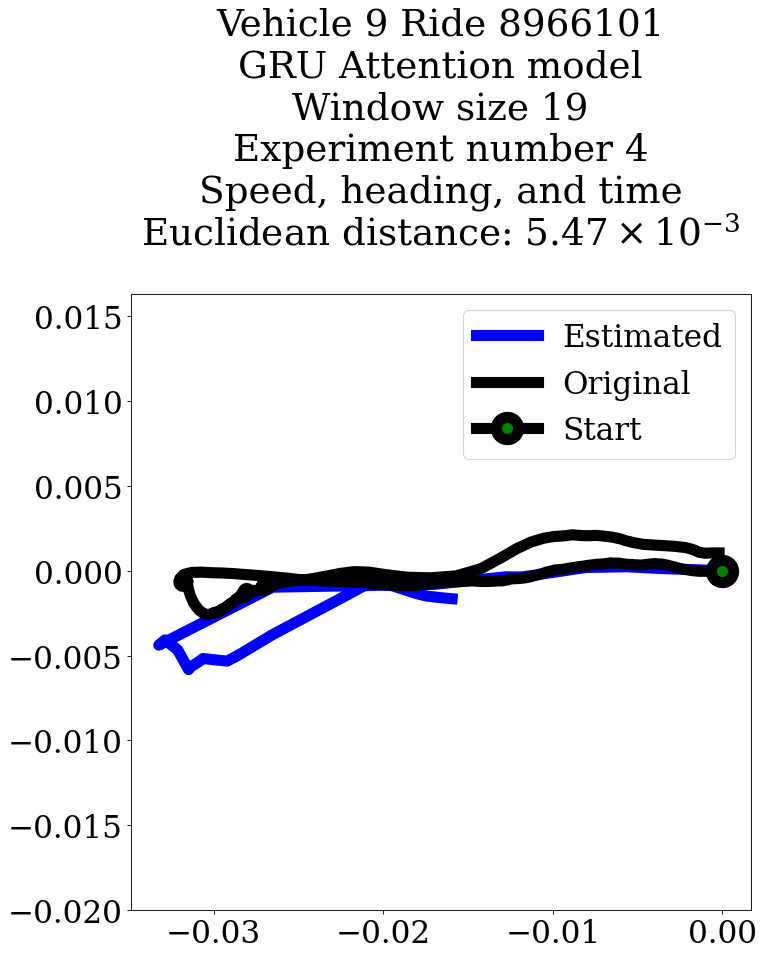 Vehicle 9 Ride 8966101
GRU Attention model
Window size 19
Experiment number 4
Speed, heading, and time
Euclidean distance: 5.47 × 10⁻³
0.015
0.010
0.005
0.000
−0.005
−0.010
−0.015
−0.020
Estimated
Original
Start
−0.03
−0.02
−0.01
0.00